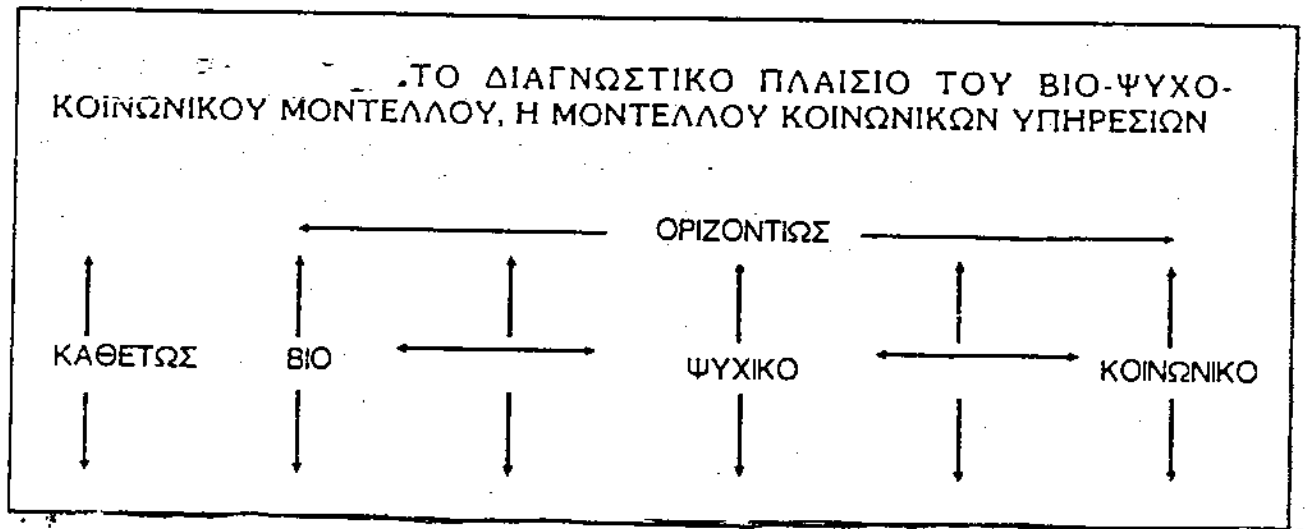 ΤΟ ΔΙΑΓΝΩΣΤΙΚΟ ΠΛΑΙΣΙΟ ΤΟΥ ΒΙΟ-ΨΥΧΟ-
ΚΟΙΝΩΝΙΚΟΥ ΜΟΝΤΕΛΛΟΥ, Η ΜΟΝΤΕΛΛΟΥ ΚΟΙΝΩΝΙΚΩΝ ΥΠΗΡΕΣΙΩΝ
ΟΡΙΖΟΝΤΙΩΣ
ΚΑΘΕΤΩΣ ΒΙΟ ΨΥΧΙΚΟ ΚΟΙΝΩΝΙΚΟ